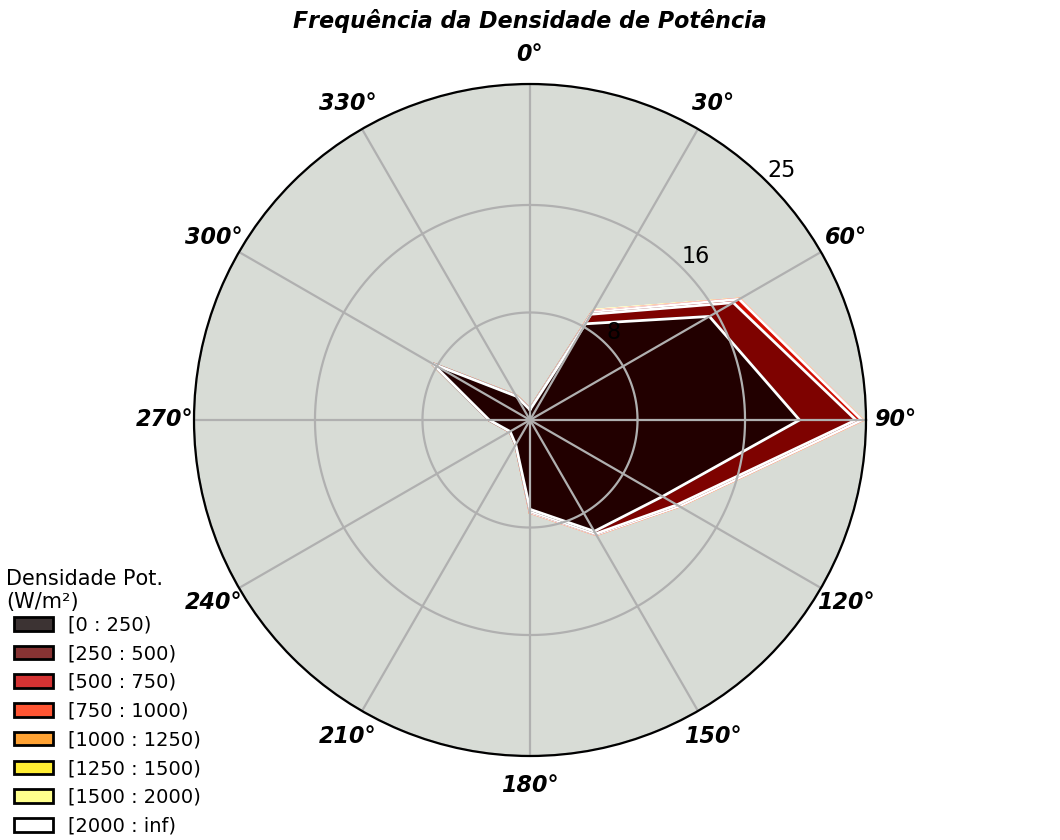 Frequência da Densidade de Potência
0°
330°
30°
25
300°
60°
16
8
270°
90°
240°
120°
210°
150°
180°
Densidade Pot.
(W/m²)
[0 : 250)
[250 : 500)
[500 : 750)
[750 : 1000)
[1000 : 1250)
[1250 : 1500)
[1500 : 2000)
[2000 : inf)